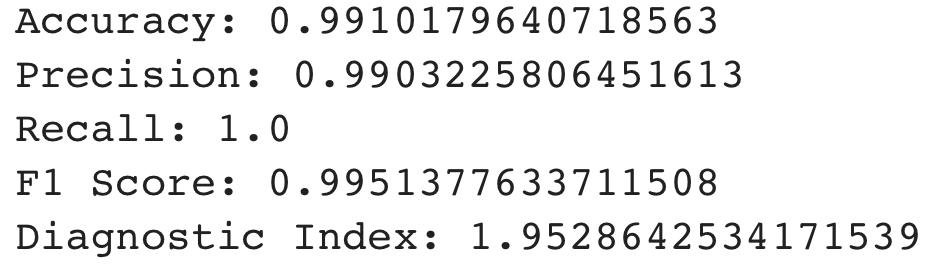 Accuracy: 0.9910179640718563
Precision: 0.9903225806451613
Recall: 1.0
F1 Score: 0.9951377633711508
Diagnostic Index: 1.9528642534171539